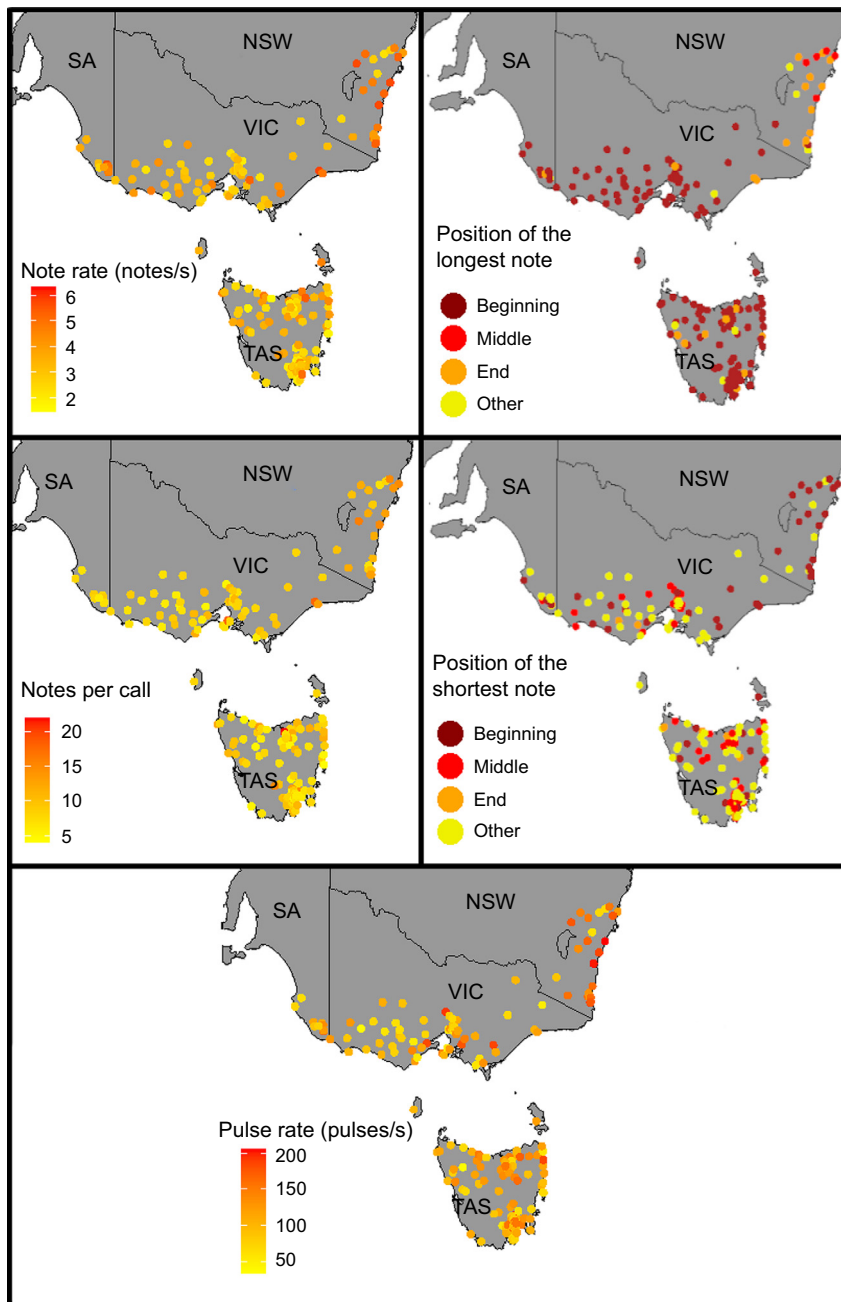 NSW
SA
VIC
Note rate (notes/s)
6
5
4
3
2
TAS
NSW
SA
VIC
Position of the
longest note
Beginning
Middle
End
Other
TAS
NSW
SA
VIC
Notes per call
20
15
10
5
TAS
NSW
SA
VIC
Position of the
shortest note
Beginning
Middle
End
Other
TAS
NSW
SA
VIC
Pulse rate (pulses/s)
200
150
100
50
TAS